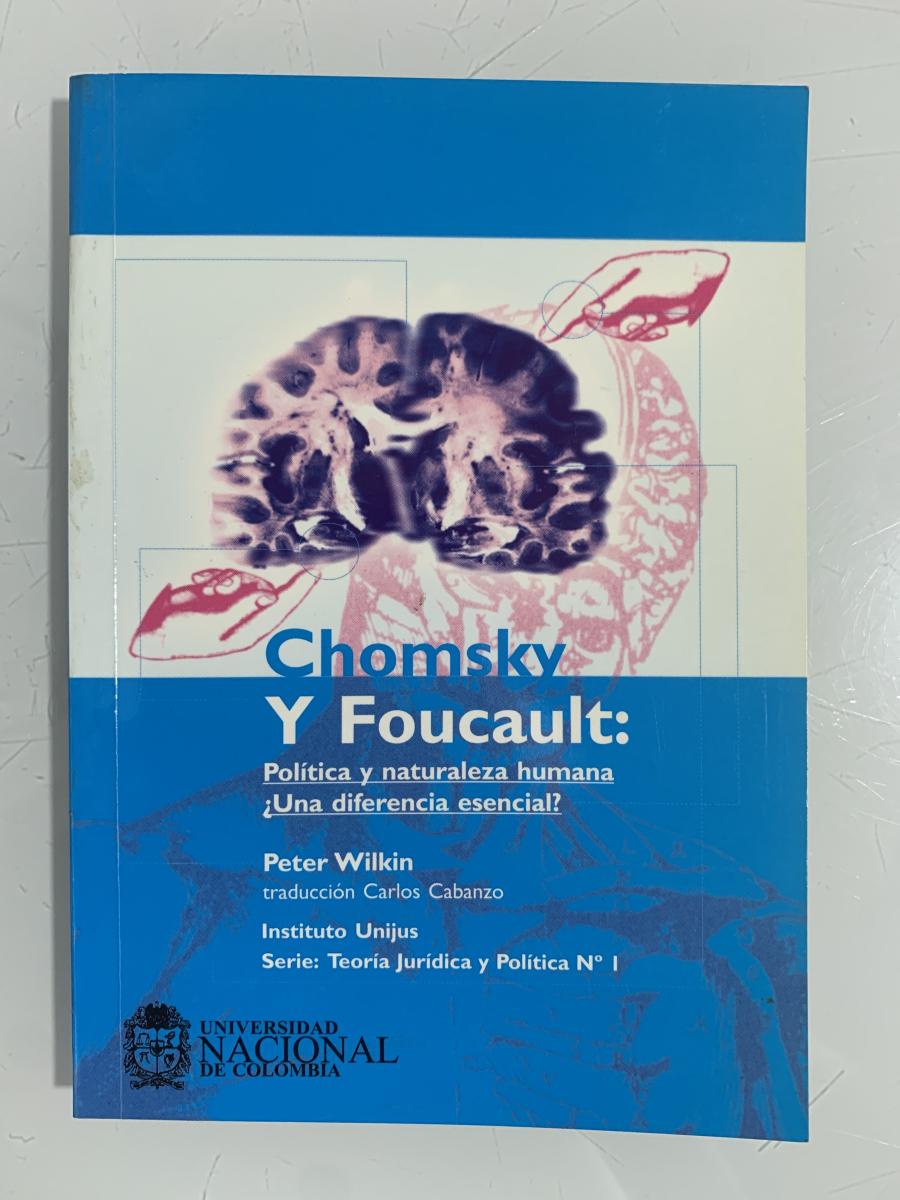 Chomsky
Y Foucault:
Política y naturaleza humana
¿Una diferencia esencial?
Peter Wilkin
traducción Carlos Cabanzo
Instituto Unijus
Serie: Teoría Jurídica y Política Nº 1
UNIVERSIDAD
NACIONAL
DE COLOMBIA